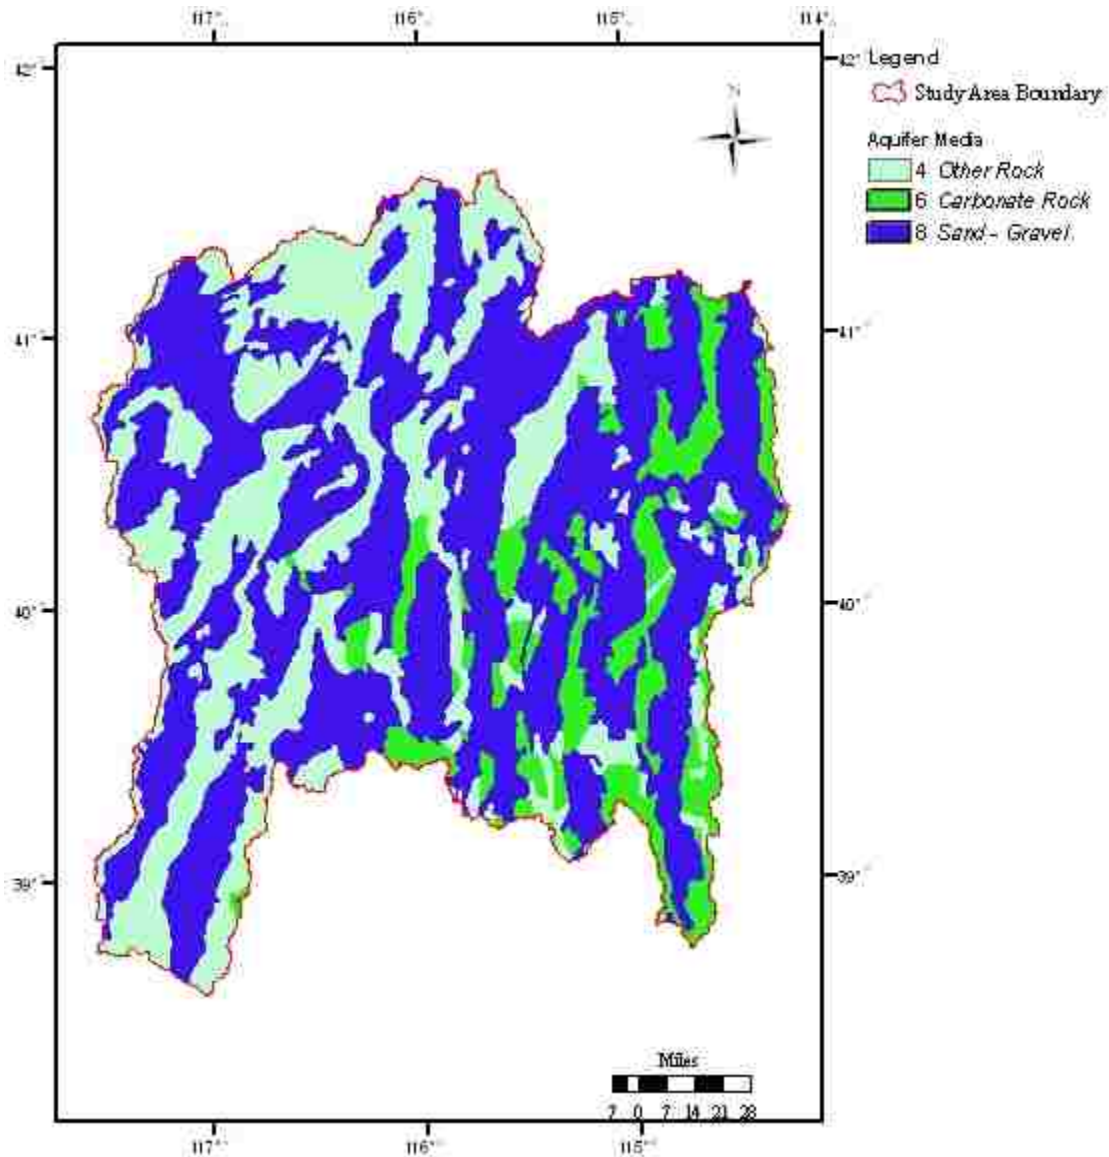 117° 116° 115° 114°
42° 42°
Legend
Study Area Boundary
N
Aquifer Media
4 Other Rock
6 Carbonate Rock
8 Sand - Gravel
41° 41°
40° 40°
39° 39°
Miles
7 0 7 14 21 28
117° 116° 115°